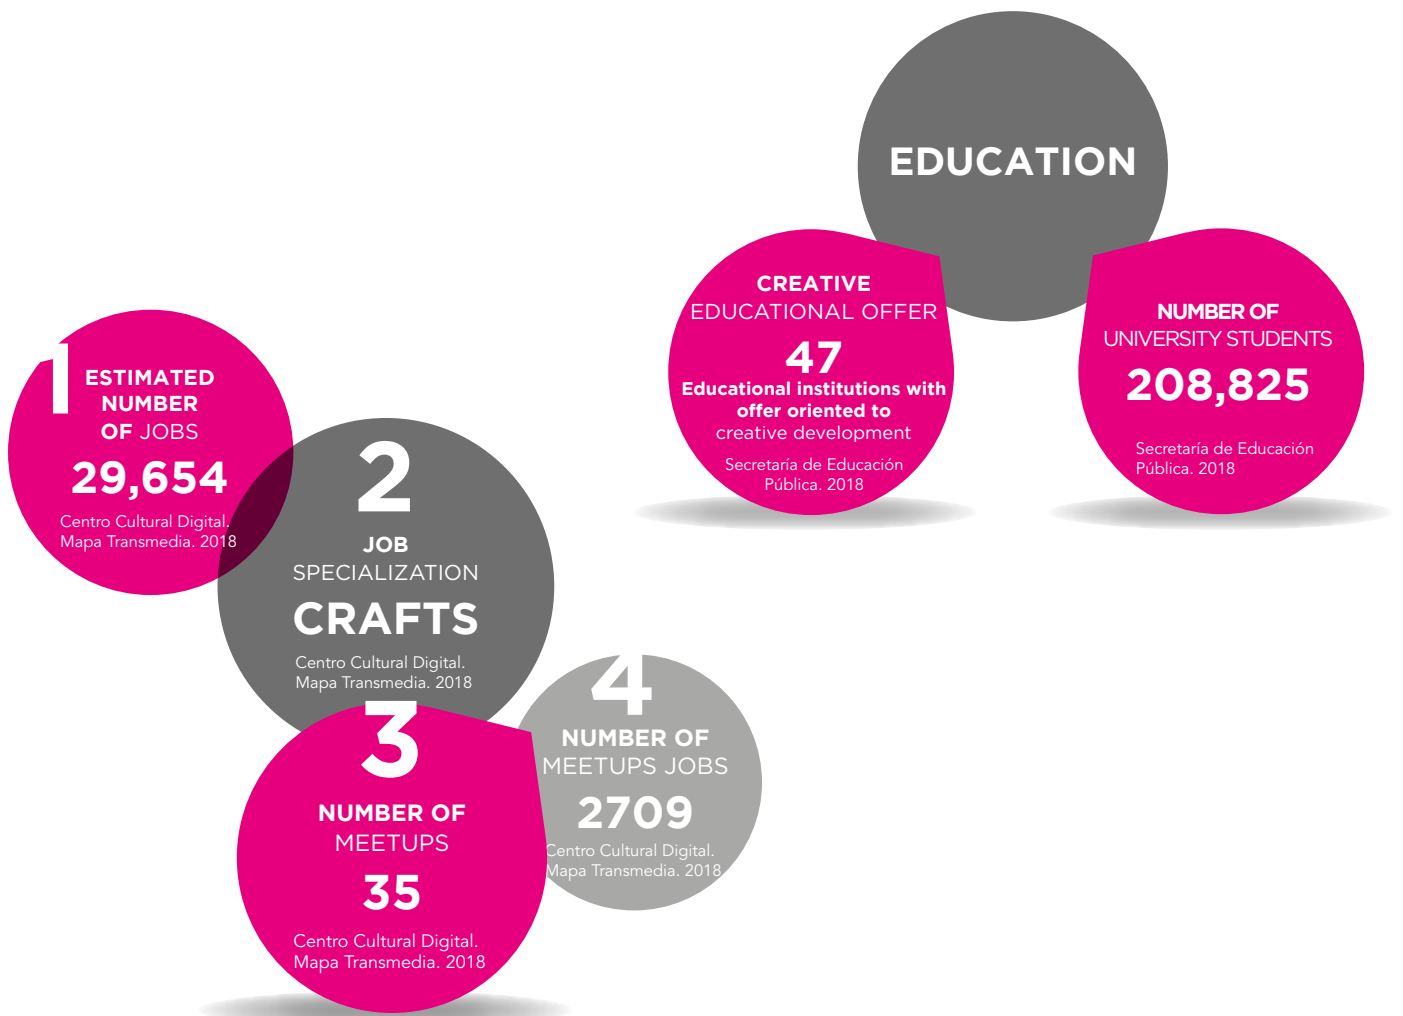 EDUCATION
CREATIVE
EDUCATIONAL OFFER
47
Educational institutions with
offer oriented to
creative development
Secretaría de Educación
Pública. 2018
NUMBER OF
UNIVERSITY STUDENTS
208,825
Secretaría de Educación
Pública. 2018
1
ESTIMATED
NUMBER
OF JOBS
29,654
Centro Cultural Digital.
Mapa Transmedia. 2018
2
JOB
SPECIALIZATION
CRAFTS
Centro Cultural Digital.
Mapa Transmedia. 2018
3
NUMBER OF
MEETUPS
35
Centro Cultural Digital.
Mapa Transmedia. 2018
4
NUMBER OF
MEETUPS JOBS
2709
Centro Cultural Digital.
Mapa Transmedia. 2018